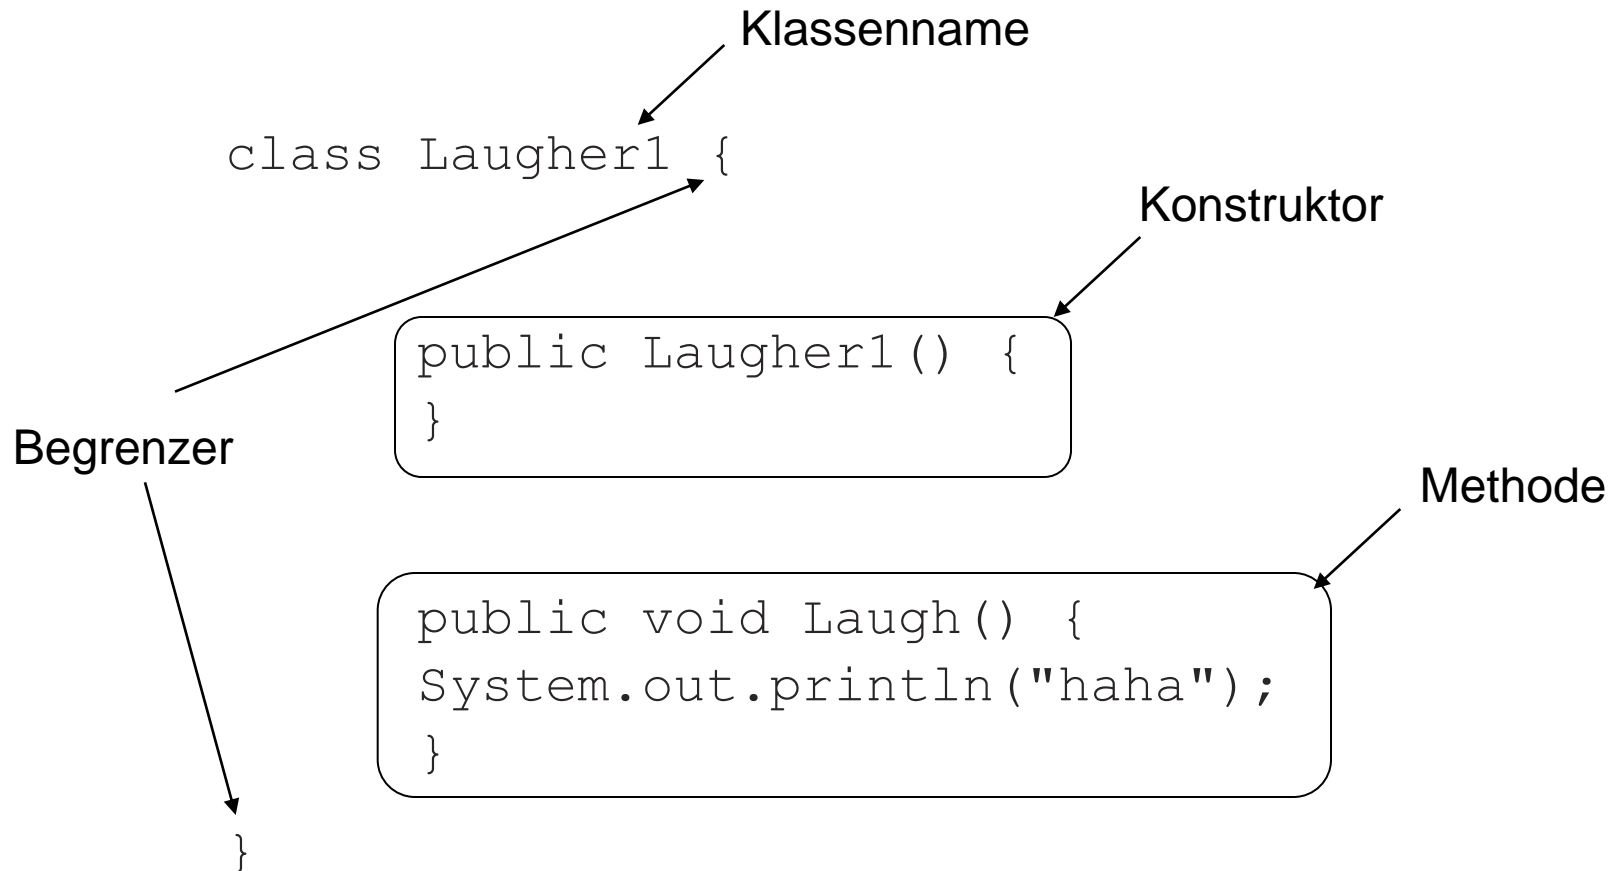 Klassenname
class Laugher1 {
Konstruktor
public Laugher1() {
}
Begrenzer
Methode
public void Laugh() {
System.out.println("haha");
}
}